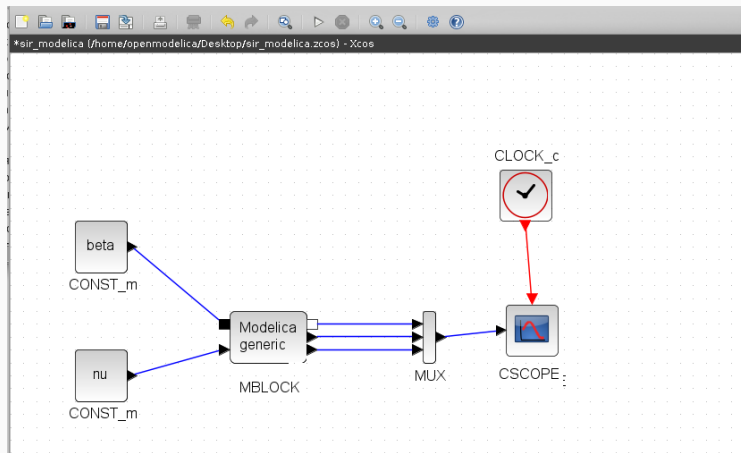 *sir_modelica (/home/openmodelica/Desktop/sir_modelica.zcos) - Xcos
CLOCK_c
beta
CONST_m
Modelica
generic
MBLOCK
MUX
CSCOPE
nu
CONST_m